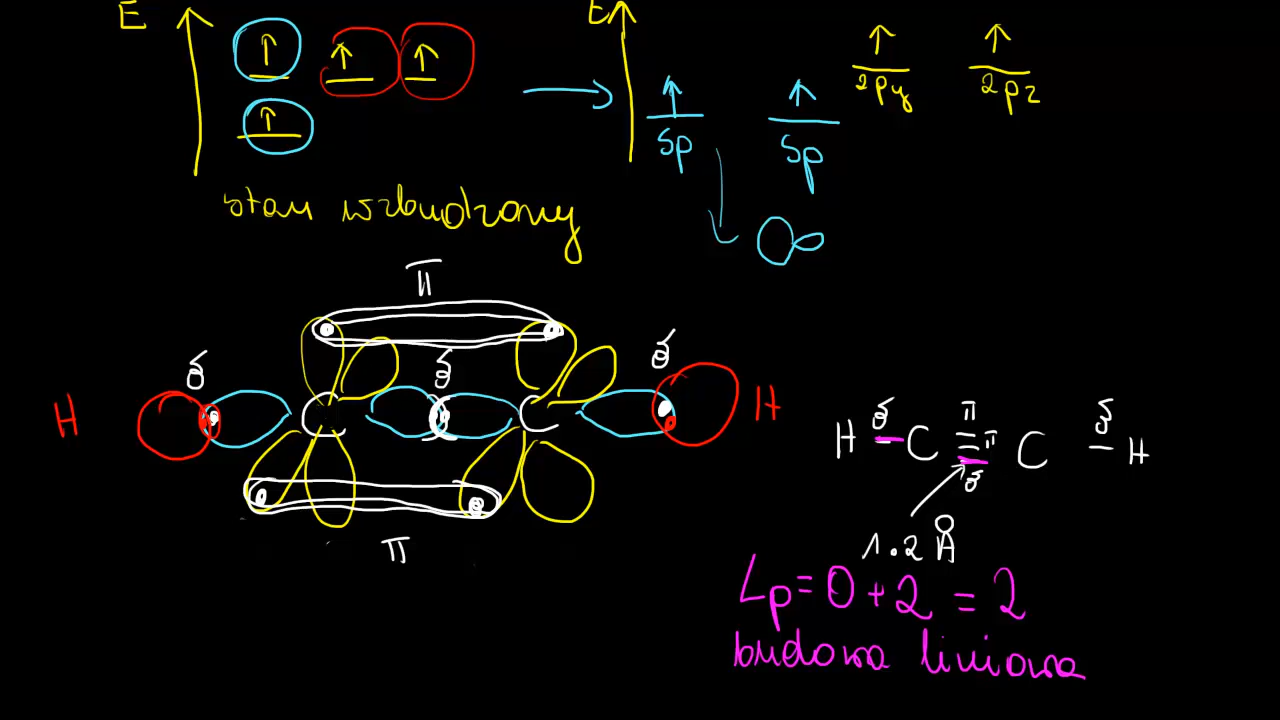 E E
2py 2pz
sp sp
stan wzbudzony
π
σ σ σ
H C C H
H σ C π π σ C σ H
π
1.2 Å
Lp = 0 + 2 = 2
budowa liniowa